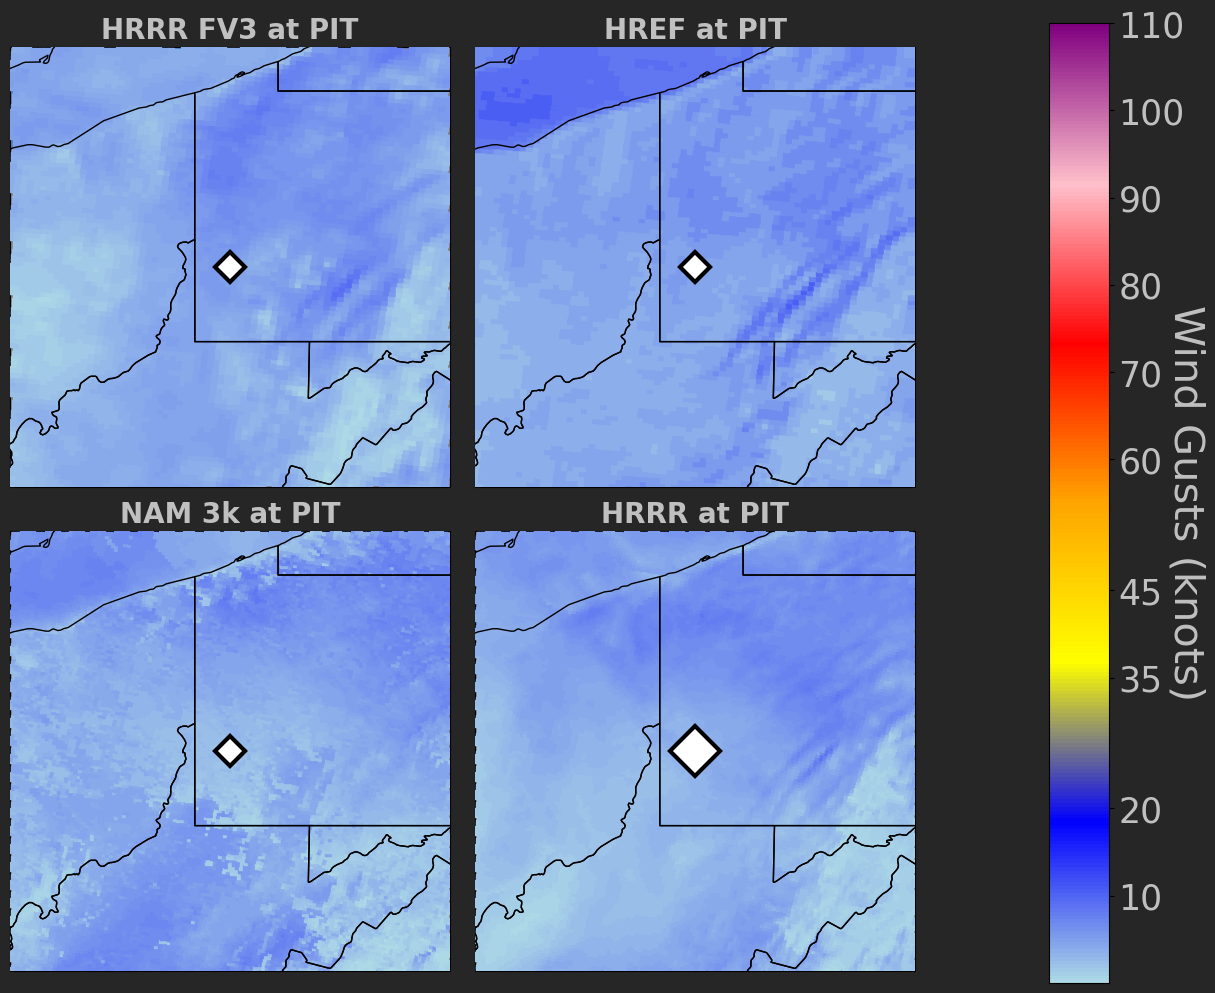 HRRR FV3 at PIT
HREF at PIT
NAM 3k at PIT
HRRR at PIT
110
100
90
80
70
60
45
35
20
10
Wind Gusts (knots)